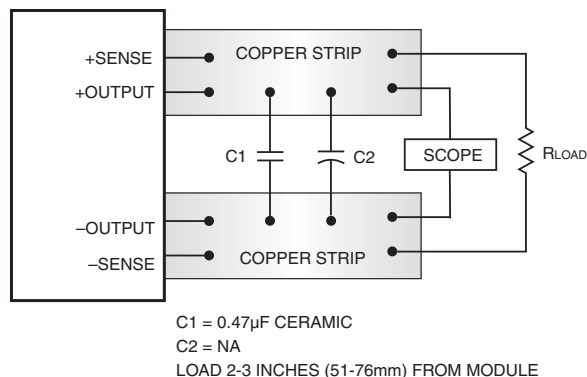 +SENSE
COPPER STRIP
+OUTPUT
C1
C2
SCOPE
RLOAD
–OUTPUT
–SENSE
COPPER STRIP
C1 = 0.47µF CERAMIC
C2 = NA
LOAD 2-3 INCHES (51-76mm) FROM MODULE